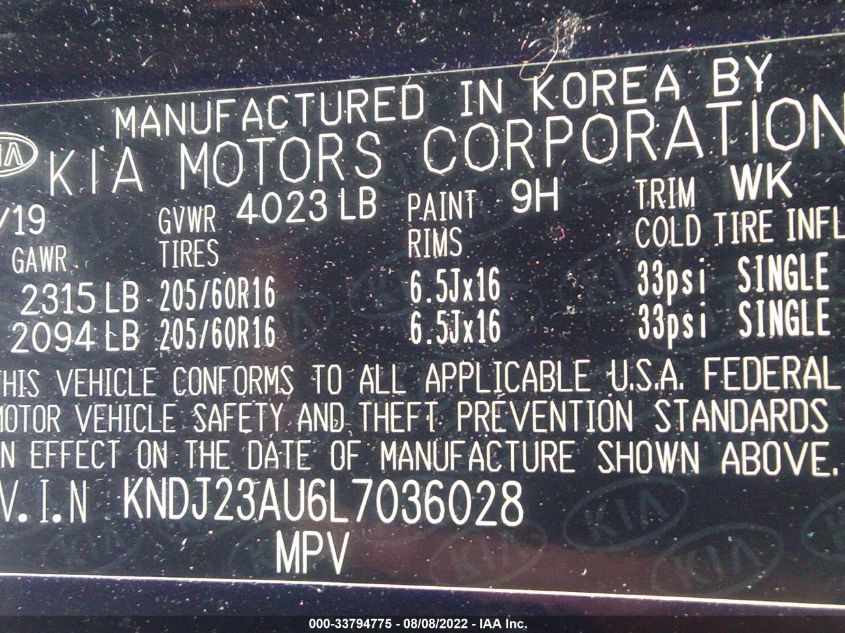 MANUFACTURED IN KOREA BY
KIA KIA MOTORS CORPORATION
/19 GVWR 4023 LB PAINT 9H TRIM WK
GAWR TIRES RIMS COLD TIRE INFL
2315 LB 205/60R16 6.5Jx16 33psi SINGLE
2094 LB 205/60R16 6.5Jx16 33psi SINGLE
THIS VEHICLE CONFORMS TO ALL APPLICABLE U.S.A. FEDERAL
MOTOR VEHICLE SAFETY AND THEFT PREVENTION STANDARDS
IN EFFECT ON THE DATE OF MANUFACTURE SHOWN ABOVE.
V.I.N KNDJ23AU6L7036028
MPV
000-33794775 - 08/08/2022 - IAA Inc.